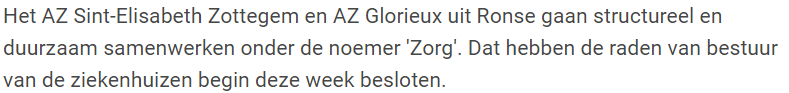 Het AZ Sint-Elisabeth Zottegem en AZ Glorieux uit Ronse gaan structureel en
duurzaam samenwerken onder de noemer 'Zorg'. Dat hebben de raden van bestuur
van de ziekenhuizen begin deze week besloten.